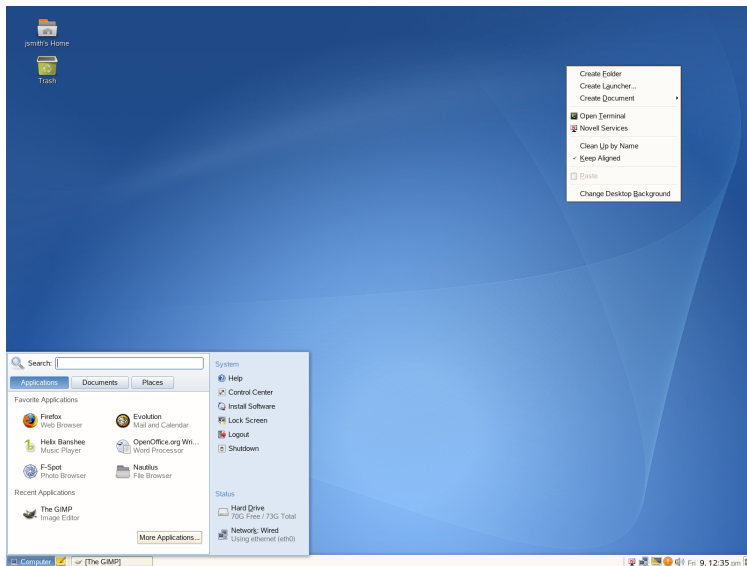 jsmith's Home
Trash
Create Folder
Create Launcher...
Create Document
Open Terminal
Novell Services
Clean Up by Name
Keep Aligned
Paste
Change Desktop Background
Search:
Applications
Documents
Places
Favorite Applications
Firefox
Web Browser
Evolution
Mail and Calendar
Helix Banshee
Music Player
OpenOffice.org Wri...
Word Processor
F-Spot
Photo Browser
Nautilus
File Browser
Recent Applications
The GIMP
Image Editor
More Applications...
System
Help
Control Center
Install Software
Lock Screen
Logout
Shutdown
Status
Hard Drive
70G Free / 73G Total
Network: Wired
Using ethernet (eth0)
Computer
[The GIMP]
Fri 9. 12:35 pm